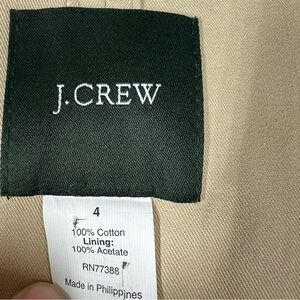 J.CREW
4
100% Cotton
Lining:
100% Acetate
RN77388
Made in Philippines